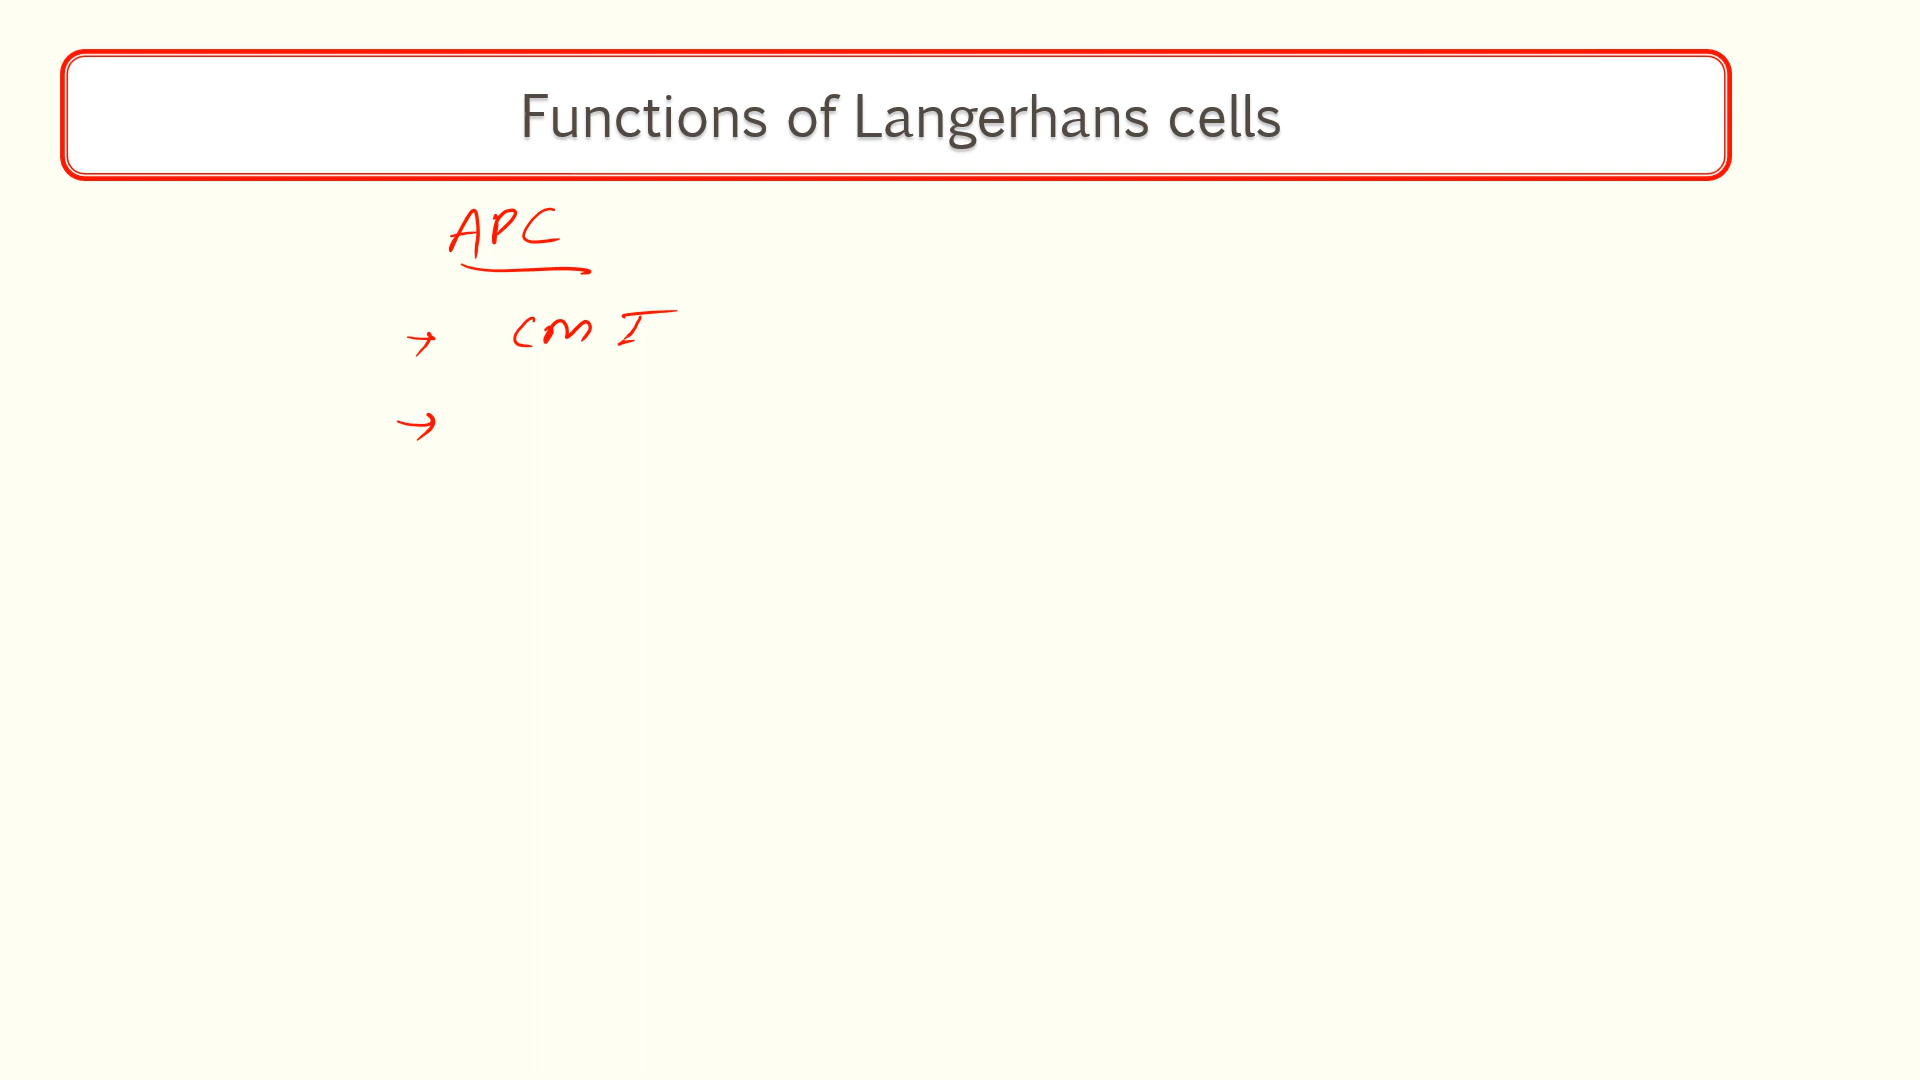 Functions of Langerhans cells
APC
→ CMI
→